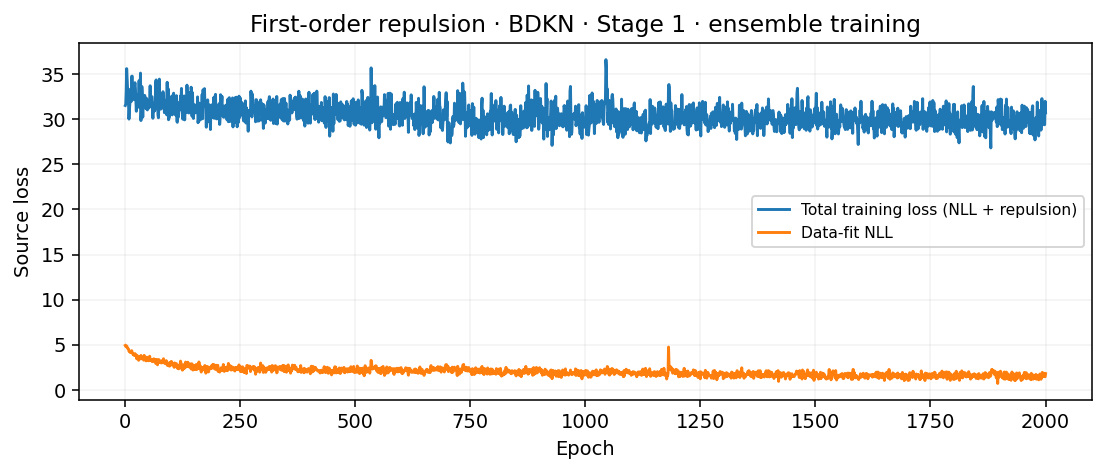 First-order repulsion · BDKN · Stage 1 · ensemble training
Source loss
35
30
25
20
15
10
5
0
Total training loss (NLL + repulsion)
Data-fit NLL
0 250 500 750 1000 1250 1500 1750 2000
Epoch